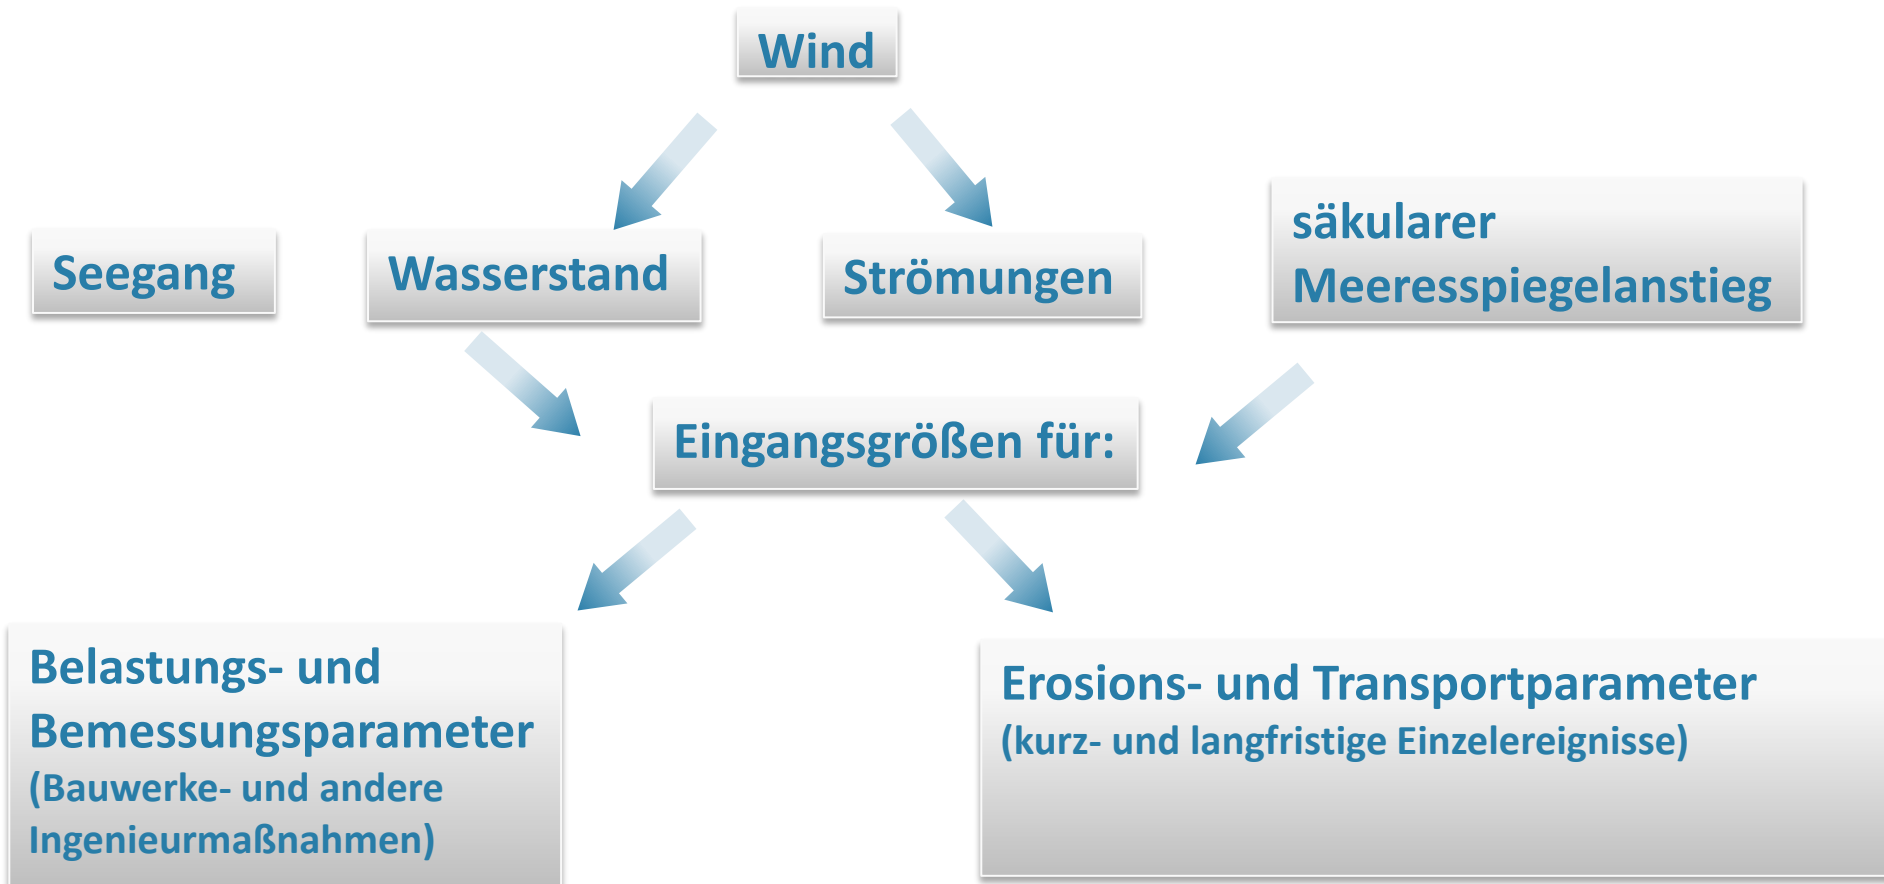 Wind
Seegang
Wasserstand
Strömungen
säkularer
Meeresspiegelanstieg
Eingangsgrößen für:
Belastungs- und
Bemessungsparameter
(Bauwerke- und andere
Ingenieurmaßnahmen)
Erosions- und Transportparameter
(kurz- und langfristige Einzelereignisse)